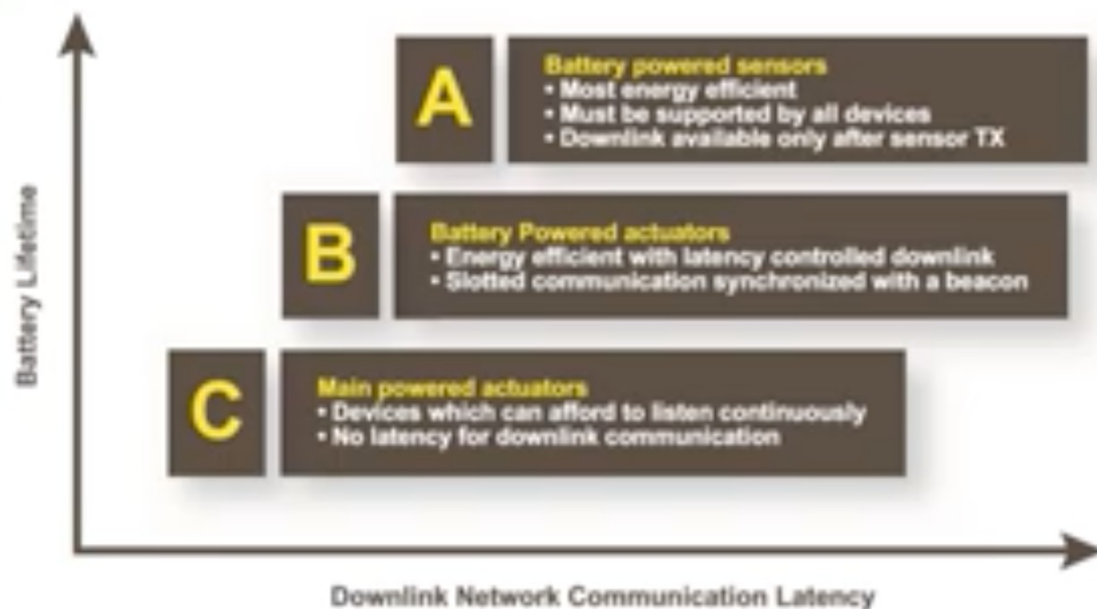 A
Battery powered sensors
• Most energy efficient
• Must be supported by all devices
• Downlink available only after sensor TX
B
Battery Powered actuators
• Energy efficient with latency controlled downlink
• Slotted communication synchronized with a beacon
C
Main powered actuators
• Devices which can afford to listen continuously
• No latency for downlink communication
Battery Lifetime
Downlink Network Communication Latency